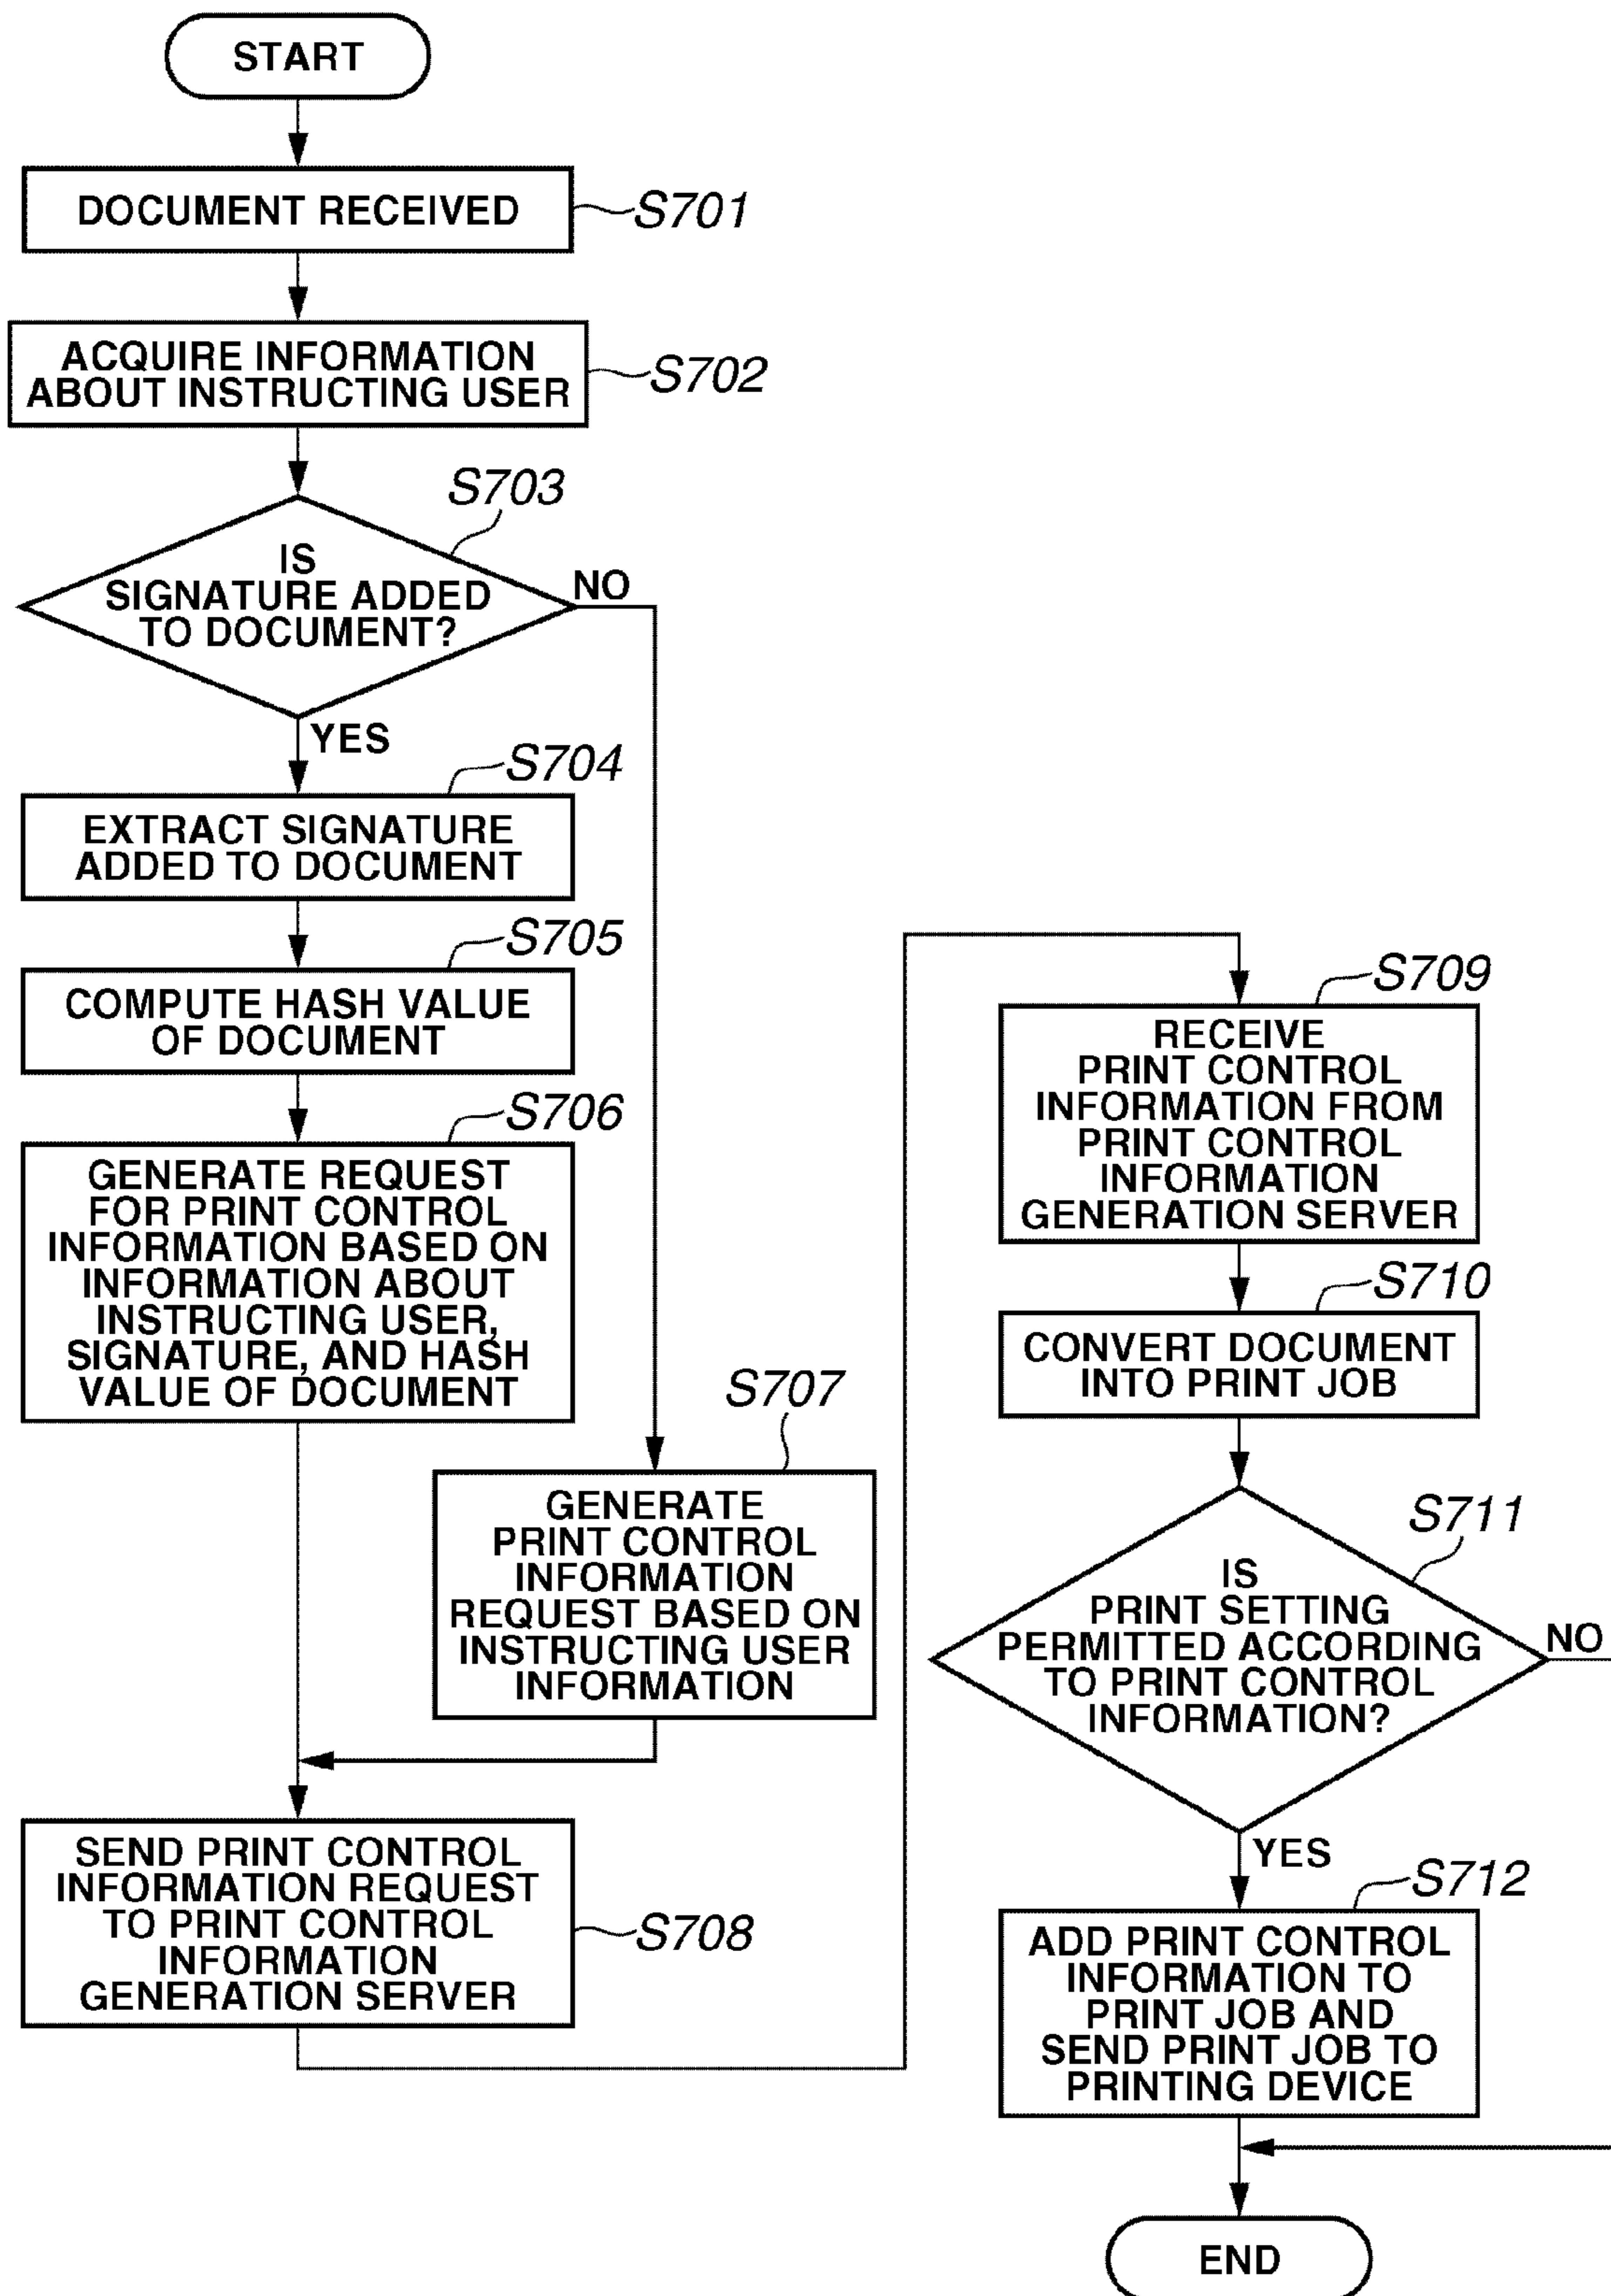 START
DOCUMENT RECEIVED
S701
ACQUIRE INFORMATION
ABOUT INSTRUCTING USER
S702
S703
IS
SIGNATURE ADDED
TO DOCUMENT?
NO
YES
S704
EXTRACT SIGNATURE
ADDED TO DOCUMENT
S705
COMPUTE HASH VALUE
OF DOCUMENT
S706
GENERATE REQUEST
FOR PRINT CONTROL
INFORMATION BASED ON
INFORMATION ABOUT
INSTRUCTING USER,
SIGNATURE, AND HASH
VALUE OF DOCUMENT
S707
GENERATE
PRINT CONTROL
INFORMATION
REQUEST BASED ON
INSTRUCTING USER
INFORMATION
SEND PRINT CONTROL
INFORMATION REQUEST
TO PRINT CONTROL
INFORMATION
GENERATION SERVER
S708
S709
RECEIVE
PRINT CONTROL
INFORMATION FROM
PRINT CONTROL
INFORMATION
GENERATION SERVER
S710
CONVERT DOCUMENT
INTO PRINT JOB
S711
IS
PRINT SETTING
PERMITTED ACCORDING
TO PRINT CONTROL
INFORMATION?
NO
YES
S712
ADD PRINT CONTROL
INFORMATION TO
PRINT JOB AND
SEND PRINT JOB TO
PRINTING DEVICE
END